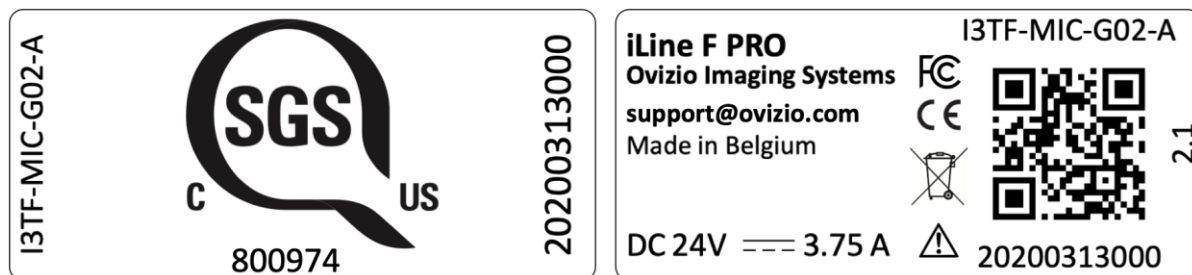 I3TF-MIC-G02-A
SGS
C
US
800974
20200313000
iLine F PRO
Ovizio Imaging Systems
support@ovizio.com
Made in Belgium
DC 24V 3.75 A
I3TF-MIC-G02-A
FC
CE
2.1
20200313000